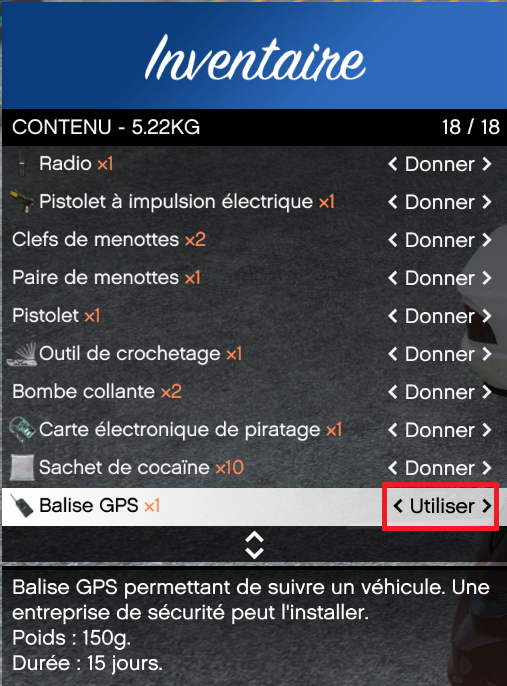 Inventaire
CONTENU - 5.22KG 18 / 18
Radio x1 < Donner >
Pistolet à impulsion électrique x1 < Donner >
Clefs de menottes x2 < Donner >
Paire de menottes x1 < Donner >
Pistolet x1 < Donner >
Outil de crochetage x1 < Donner >
Bombe collante x2 < Donner >
Carte électronique de piratage x1 < Donner >
Sachet de cocaïne x10 < Donner >
Balise GPS x1 < Utiliser >
Balise GPS permettant de suivre un véhicule. Une
entreprise de sécurité peut l'installer.
Poids : 150g.
Durée : 15 jours.